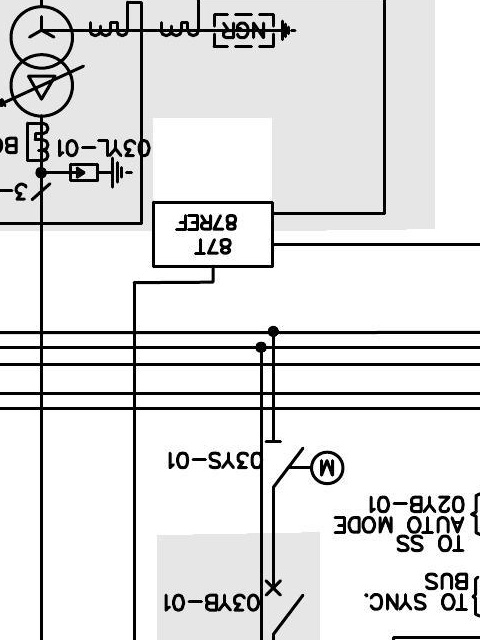 TO SYNC.
BUS
03YB-01
TO SS
AUTO MODE
02YB-01
M
03YS-01
87T
87REF
3-
03YL-01
NGR